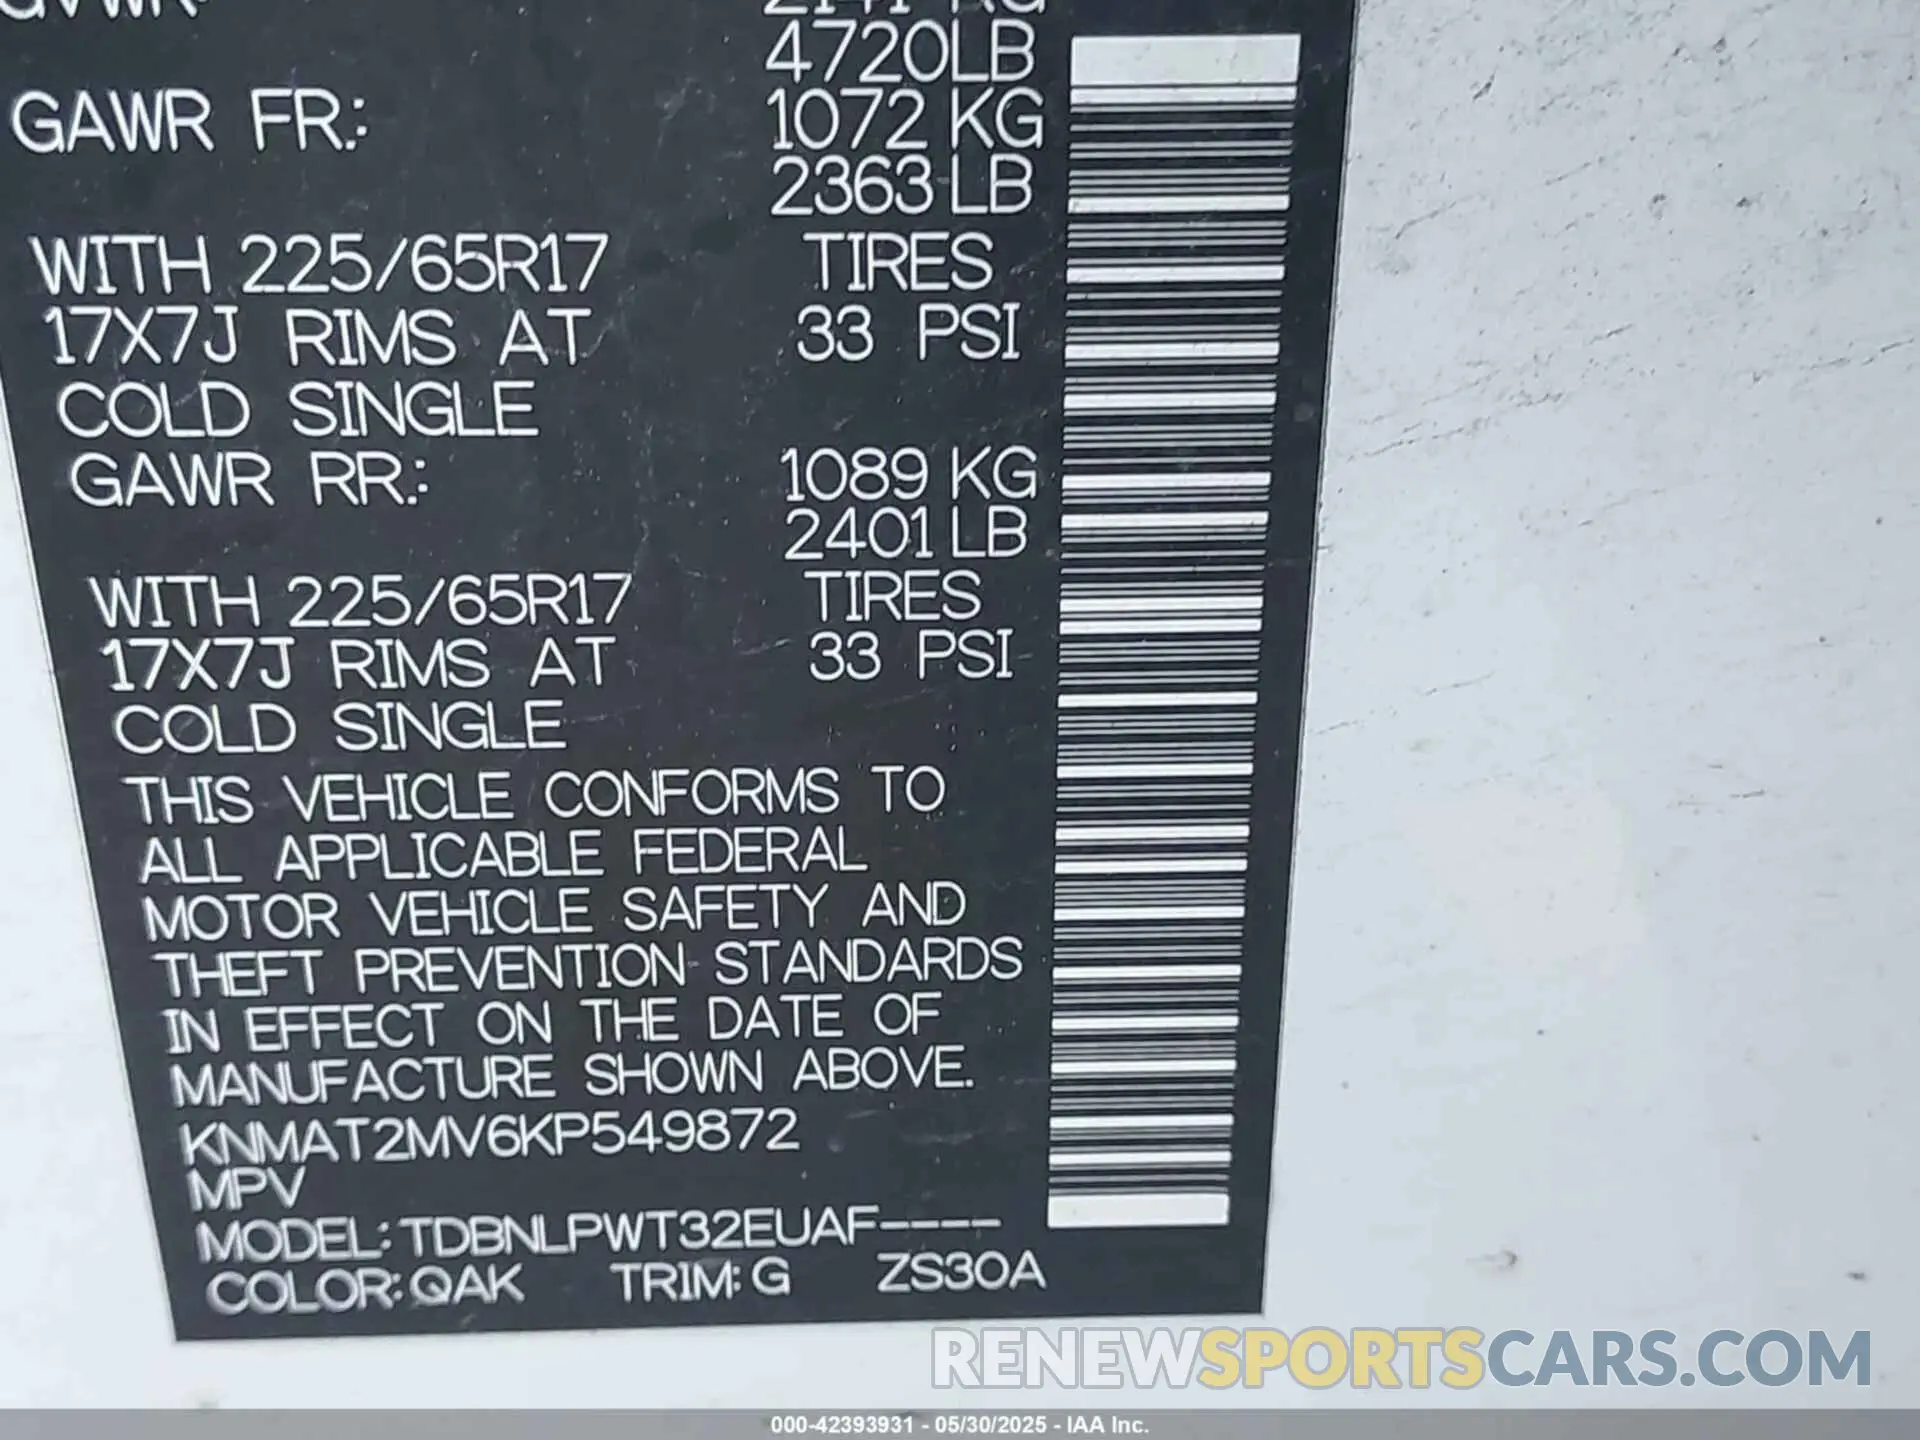 GVWR: 2141 KG
4720LB
GAWR FR.: 1072 KG
2363 LB
WITH 225/65R17 TIRES
17X7J RIMS AT 33 PSI
COLD SINGLE
GAWR RR.: 1089 KG
2401 LB
WITH 225/65R17 TIRES
17X7J RIMS AT 33 PSI
COLD SINGLE
THIS VEHICLE CONFORMS TO
ALL APPLICABLE FEDERAL
MOTOR VEHICLE SAFETY AND
THEFT PREVENTION STANDARDS
IN EFFECT ON THE DATE OF
MANUFACTURE SHOWN ABOVE.
KNMAT2MV6KP549872
MPV
MODEL: TDBNLPWT32EUAF----
COLOR: QAK TRIM: G ZS30A
RENEWSPORTSCARS.COM
000-42393931 - 05/30/2025 - IAA Inc.